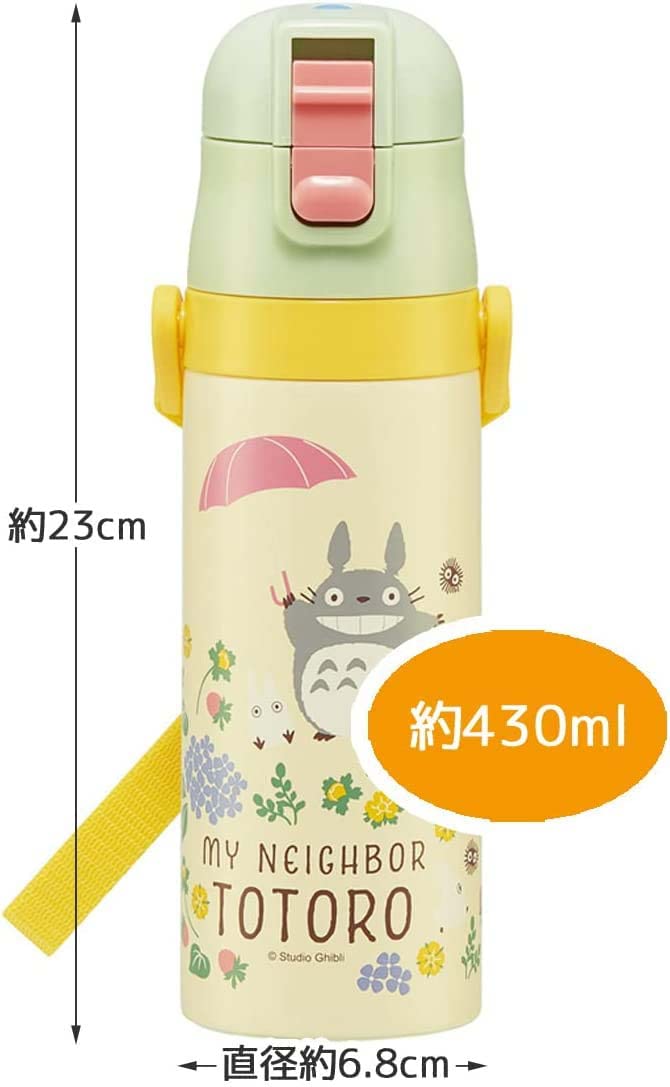 約23cm
約430ml
MY NEIGHBOR
TOTORO
© Studio Ghibli
直径約6.8cm